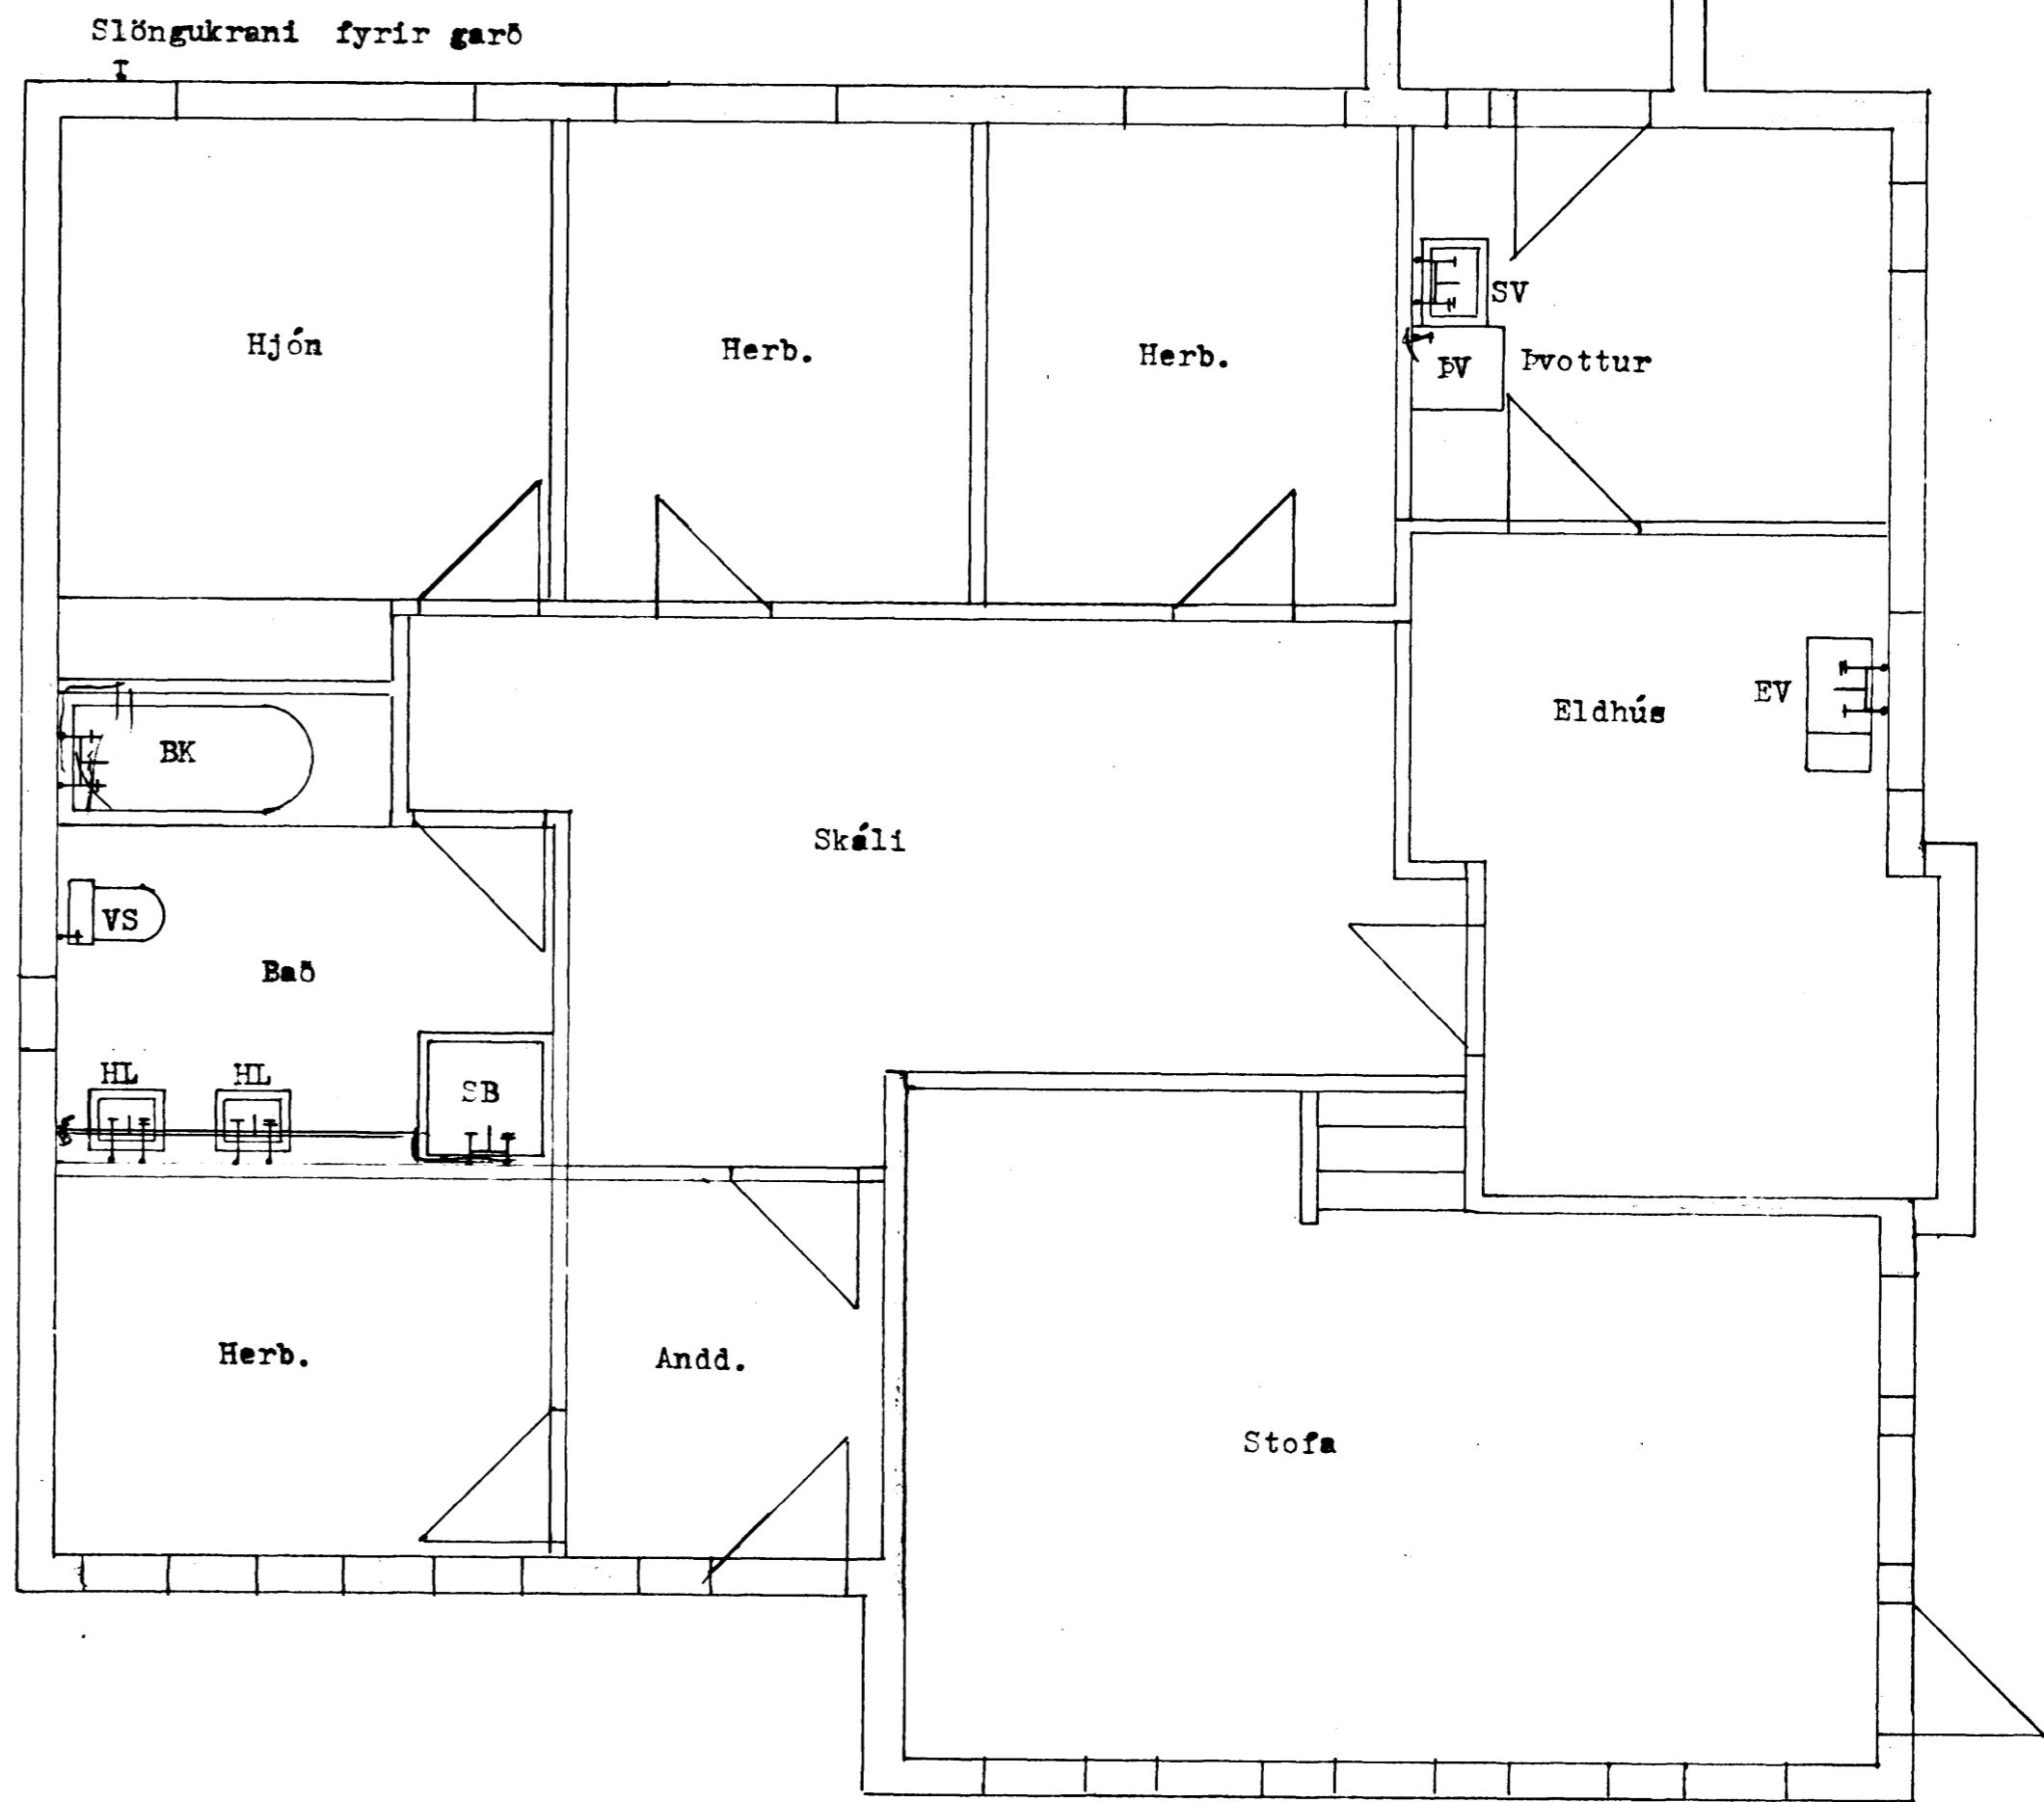 Slöngukrani fyrir garð
Hjón
Herb.
Herb.
SV
ÞV
Þvottur
BK
Eldhús
EV
Skáli
VS
Bað
HL
HL
SB
Herb.
Andd.
Stofa